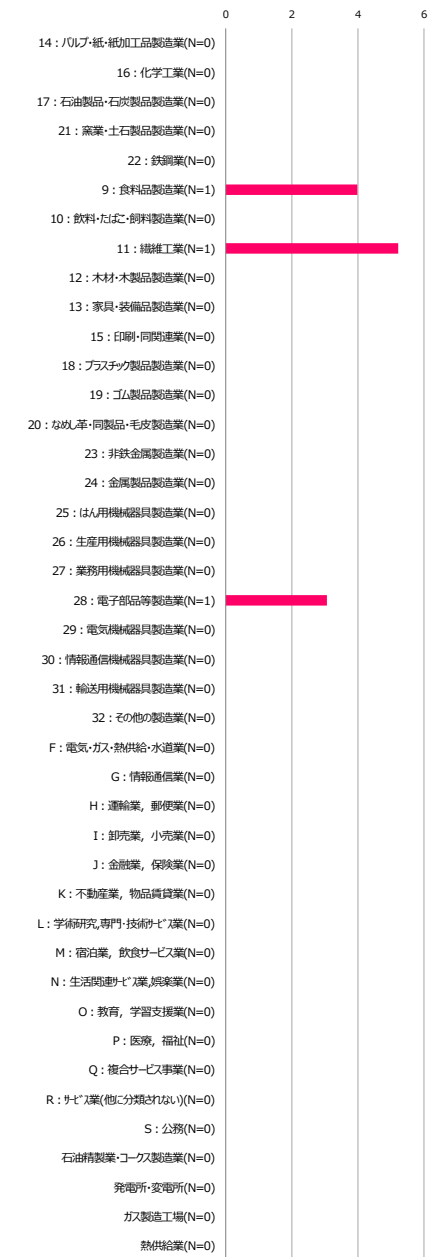 0 2 4 6
14：パルプ・紙・紙加工品製造業(N=0)
16：化学工業(N=0)
17：石油製品・石炭製品製造業(N=0)
21：窯業・土石製品製造業(N=0)
22：鉄鋼業(N=0)
9：食料品製造業(N=1)
10：飲料・たばこ・飼料製造業(N=0)
11：繊維工業(N=1)
12：木材・木製品製造業(N=0)
13：家具・装備品製造業(N=0)
15：印刷・同関連業(N=0)
18：プラスチック製品製造業(N=0)
19：ゴム製品製造業(N=0)
20：なめし革・同製品・毛皮製造業(N=0)
23：非鉄金属製造業(N=0)
24：金属製品製造業(N=0)
25：はん用機械器具製造業(N=0)
26：生産用機械器具製造業(N=0)
27：業務用機械器具製造業(N=0)
28：電子部品等製造業(N=1)
29：電気機械器具製造業(N=0)
30：情報通信機械器具製造業(N=0)
31：輸送用機械器具製造業(N=0)
32：その他の製造業(N=0)
F：電気・ガス・熱供給・水道業(N=0)
G：情報通信業(N=0)
H：運輸業，郵便業(N=0)
I：卸売業，小売業(N=0)
J：金融業，保険業(N=0)
K：不動産業，物品賃貸業(N=0)
L：学術研究,専門・技術ｻｰﾋﾞｽ業(N=0)
M：宿泊業，飲食サービス業(N=0)
N：生活関連ｻｰﾋﾞｽ業,娯楽業(N=0)
O：教育，学習支援業(N=0)
P：医療，福祉(N=0)
Q：複合サービス事業(N=0)
R：ｻｰﾋﾞｽ業(他に分類されない)(N=0)
S：公務(N=0)
石油精製業・コークス製造業(N=0)
発電所・変電所(N=0)
ガス製造工場(N=0)
熱供給業(N=0)